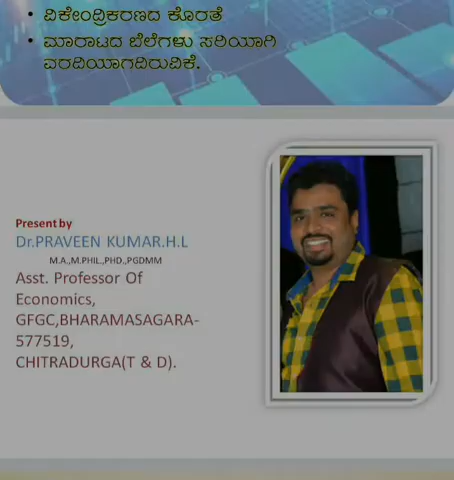 • ವಿಕೇಂದ್ರಿಕರಣದ ಕೊರತೆ
• ಮಾರಾಟದ ಬೆಲೆಗಳು ಸರಿಯಾಗಿ
ವರದಿಯಾಗದಿರುವಿಕೆ.
Present by
Dr.PRAVEEN KUMAR.H.L
M.A.,M.PHIL.,PHD.,PGDMM
Asst. Professor Of
Economics,
GFGC,BHARAMASAGARA-
577519,
CHITRADURGA(T & D).